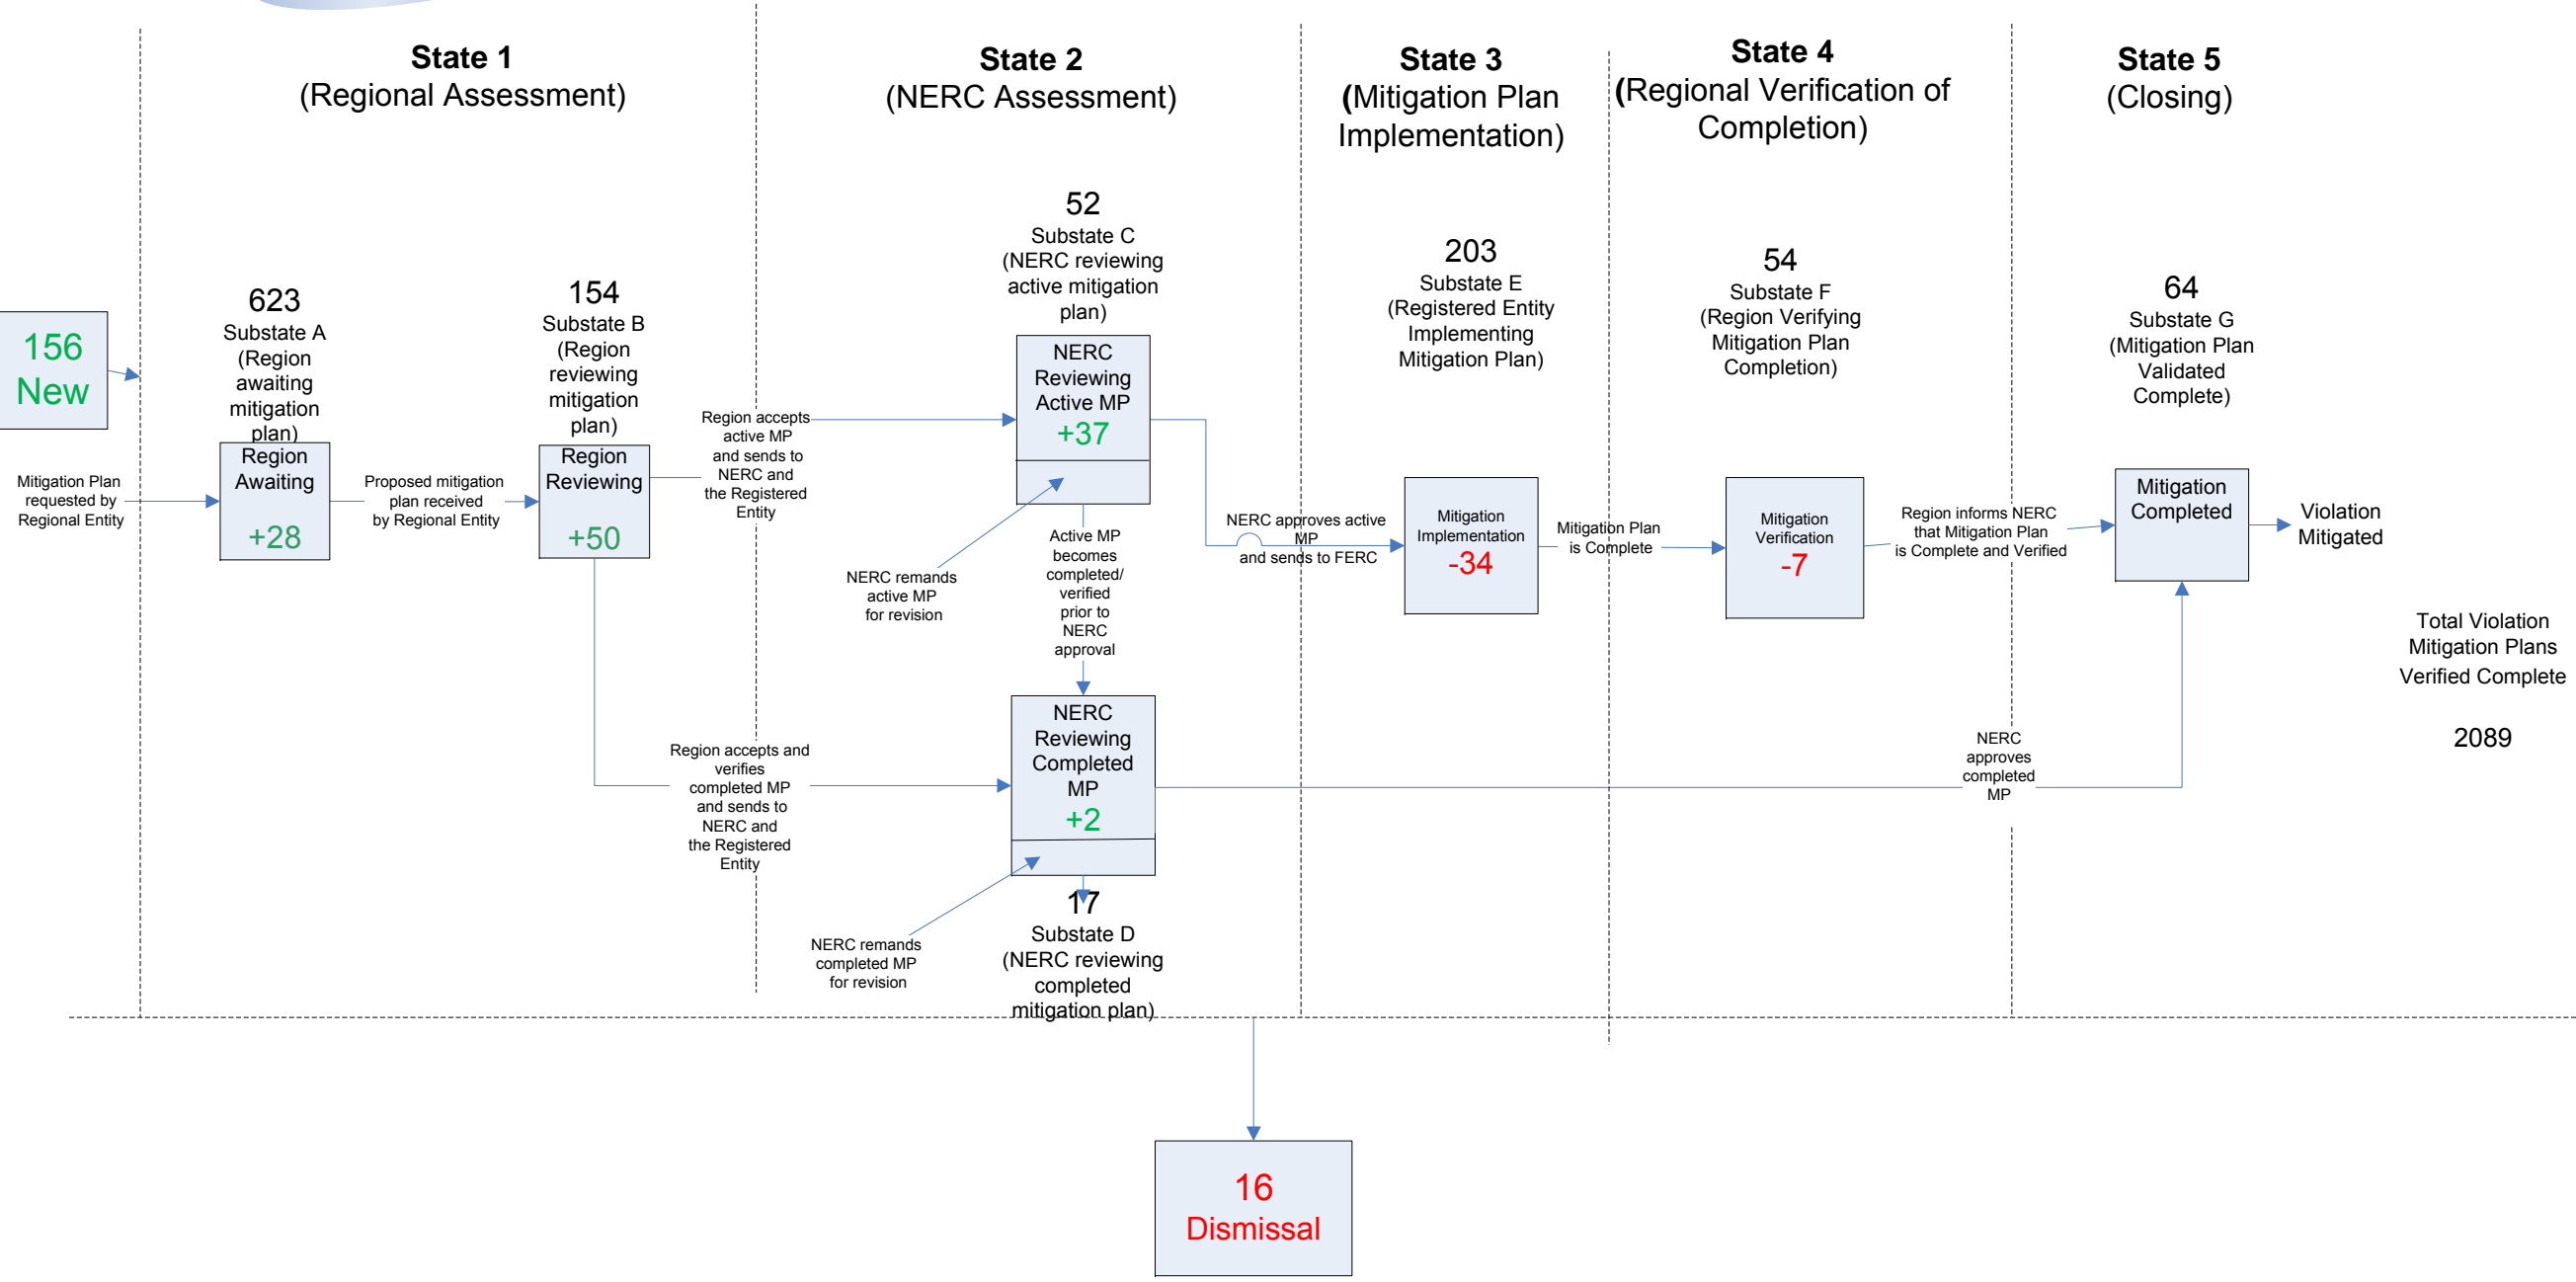 State 1
(Regional Assessment)
State 2
(NERC Assessment)
State 3
(Mitigation Plan
Implementation)
State 4
(Regional Verification of
Completion)
State 5
(Closing)
156
New
Mitigation Plan
requested by
Regional Entity
623
Substate A
(Region
awaiting
mitigation
plan)
Region
Awaiting
+28
Proposed mitigation
plan received
by Regional Entity
154
Substate B
(Region
reviewing
mitigation
plan)
Region
Reviewing
+50
Region accepts
active MP
and sends to
NERC and
the Registered
Entity
Region accepts and
verifies
completed MP
and sends to
NERC and
the Registered
Entity
52
Substate C
(NERC reviewing
active mitigation
plan)
NERC
Reviewing
Active MP
+37
NERC remands
active MP
for revision
Active MP
becomes
completed/
verified
prior to
NERC
approval
NERC
Reviewing
Completed
MP
+2
NERC remands
completed MP
for revision
17
Substate D
(NERC reviewing
completed
mitigation plan)
NERC approves active
MP
and sends to FERC
203
Substate E
(Registered Entity
Implementing
Mitigation Plan)
Mitigation
Implementation
-34
Mitigation Plan
is Complete
54
Substate F
(Region Verifying
Mitigation Plan
Completion)
Mitigation
Verification
-7
Region informs NERC
that Mitigation Plan
is Complete and Verified
NERC
approves
completed
MP
64
Substate G
(Mitigation Plan
Validated
Complete)
Mitigation
Completed
Violation
Mitigated
Total Violation
Mitigation Plans
Verified Complete
2089
16
Dismissal